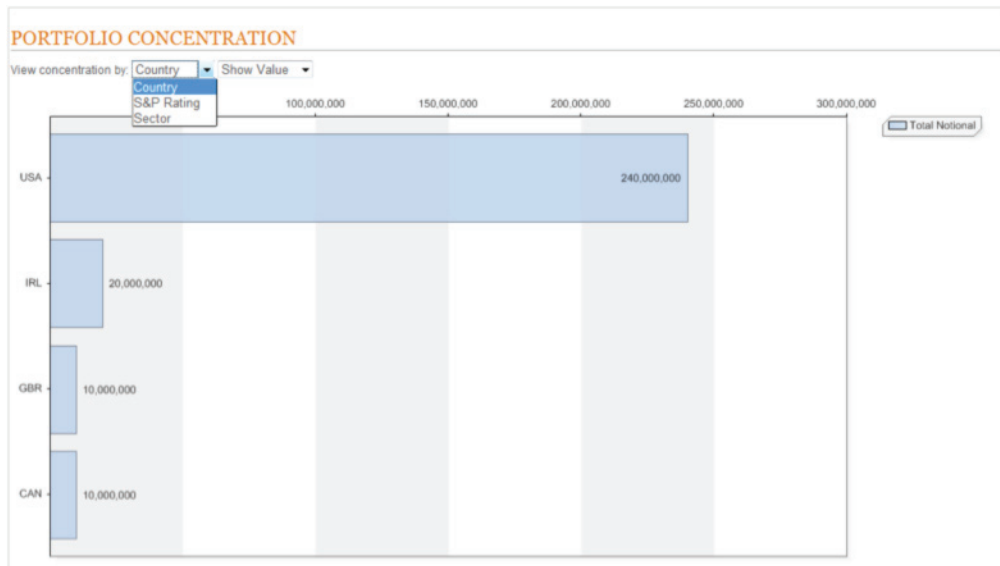 PORTFOLIO CONCENTRATION
View concentration by: Country Show Value
Country
S&P Rating
Sector
100,000,000 150,000,000 200,000,000 250,000,000 300,000,000
Total Notional
USA 240,000,000
IRL 20,000,000
GBR 10,000,000
CAN 10,000,000